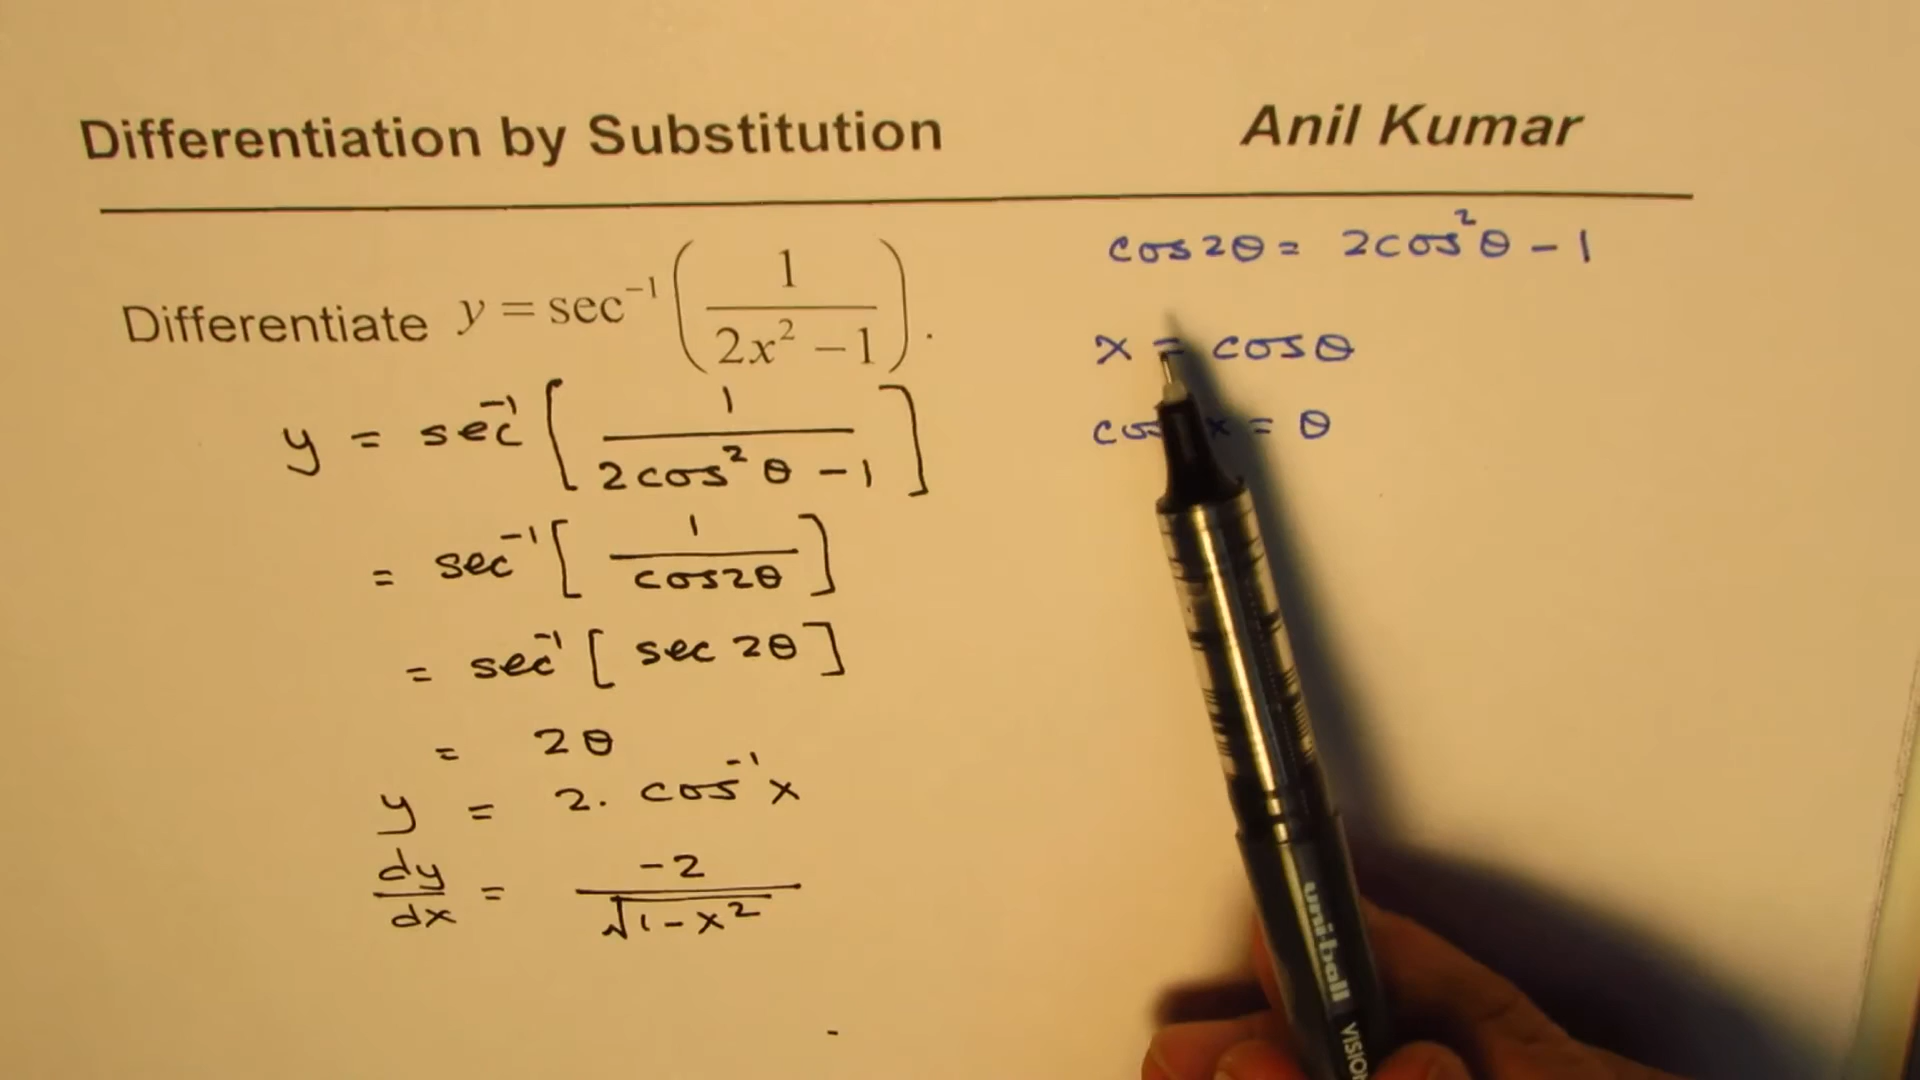 Differentiation by Substitution Anil Kumar
cos2θ = 2cos²θ - 1
Differentiate y = sec⁻¹(1/(2x² - 1)).
x = cosθ
y = sec⁻¹[1/(2cos²θ - 1)]
x = θ
= sec⁻¹[1/cos2θ]
= sec⁻¹[sec 2θ]
= 2θ
y = 2. cos⁻¹x
dy/dx = -2/√(1-x²)
uni-ball
VISION